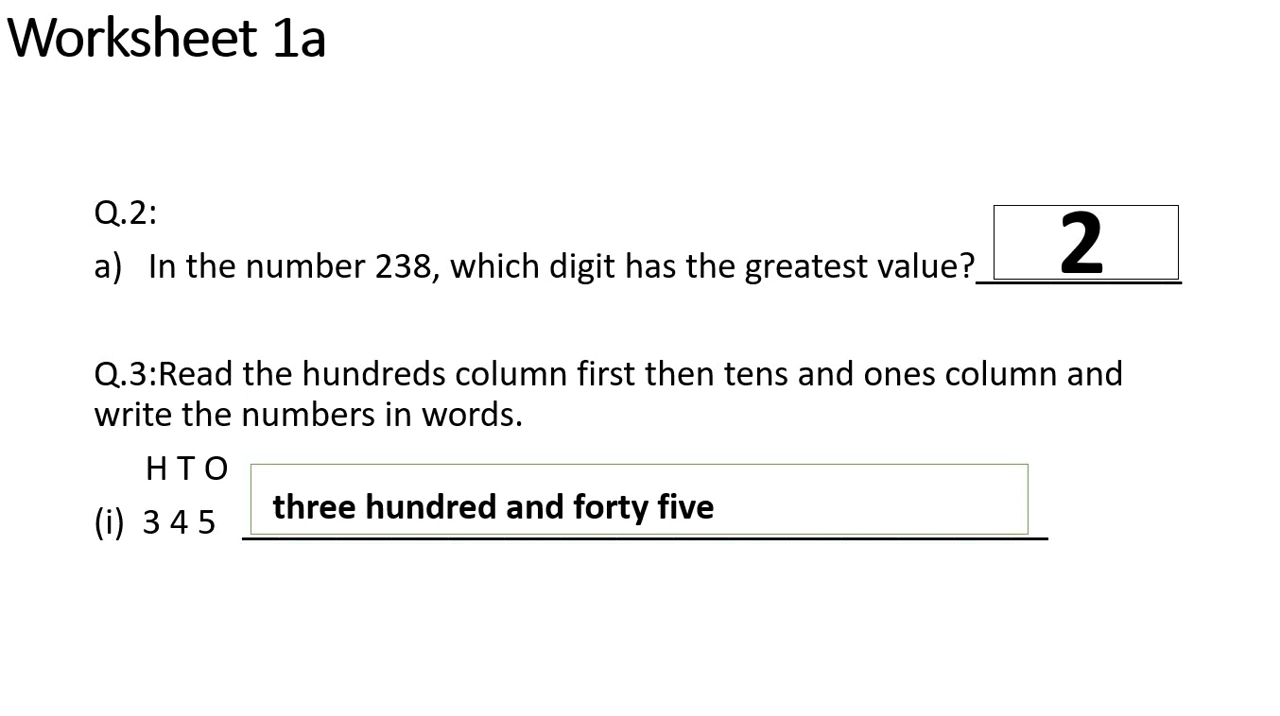 Worksheet 1a
Q.2:
a) In the number 238, which digit has the greatest value? 2
Q.3:Read the hundreds column first then tens and ones column and
write the numbers in words.
H T O
(i) 3 4 5 three hundred and forty five